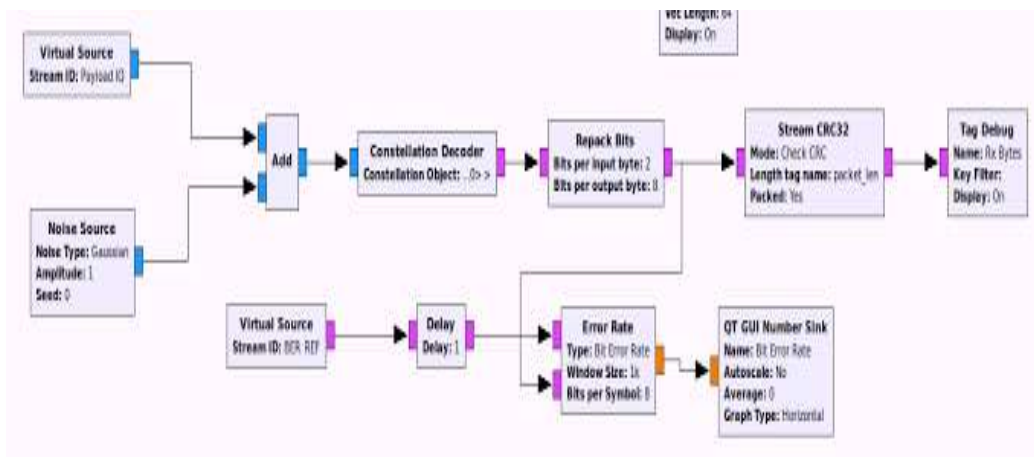 Vec Length: 64
Display: On
Virtual Source
Stream ID: Payload IQ
Add
Constellation Decoder
Constellation Object: ...0> >
Repack Bits
Bits per input byte: 2
Bits per output byte: 8
Stream CRC32
Mode: Check CRC
Length tag name: packet_len
Packed: Yes
Tag Debug
Name: Rx Bytes
Key Filter:
Display: On
Noise Source
Noise Type: Gaussian
Amplitude: 1
Seed: 0
Virtual Source
Stream ID: BER_REF
Delay
Delay: 1
Error Rate
Type: Bit Error Rate
Window Size: 1k
Bits per Symbol: 8
QT GUI Number Sink
Name: Bit Error Rate
Autoscale: No
Average: 0
Graph Type: Horizontal